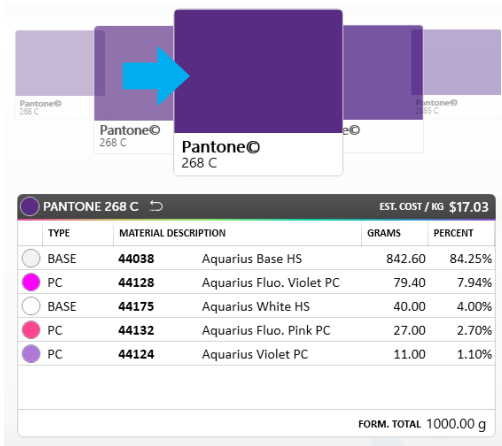 Pantone©
268 C
Pantone©
268 C
Pantone©
268 C
e©
Pantone©
PANTONE 268 C EST. COST / KG $17.03
TYPE MATERIAL DESCRIPTION GRAMS PERCENT
BASE 44038 Aquarius Base HS 842.60 84.25%
PC 44128 Aquarius Fluo. Violet PC 79.40 7.94%
BASE 44175 Aquarius White HS 40.00 4.00%
PC 44132 Aquarius Fluo. Pink PC 27.00 2.70%
PC 44124 Aquarius Violet PC 11.00 1.10%
FORM. TOTAL 1000.00 g